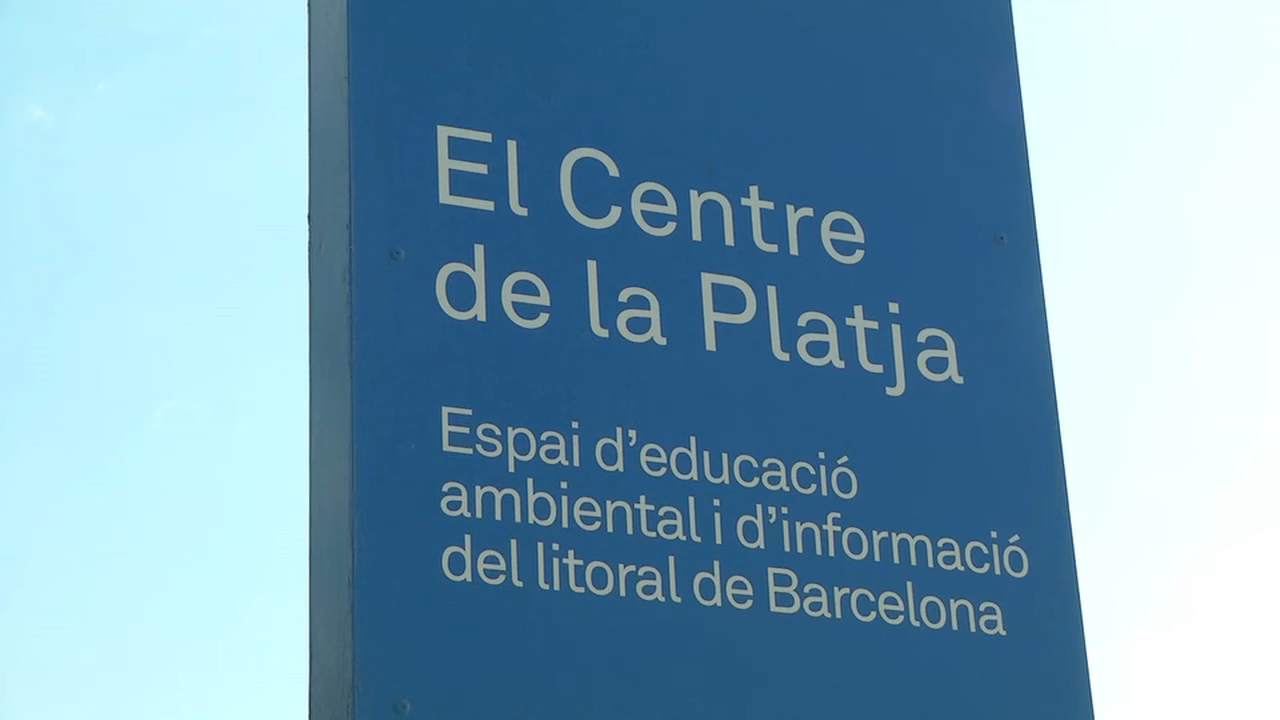 El Centre
de la Platja
Espai d’educació
ambiental i d’informació
del litoral de Barcelona